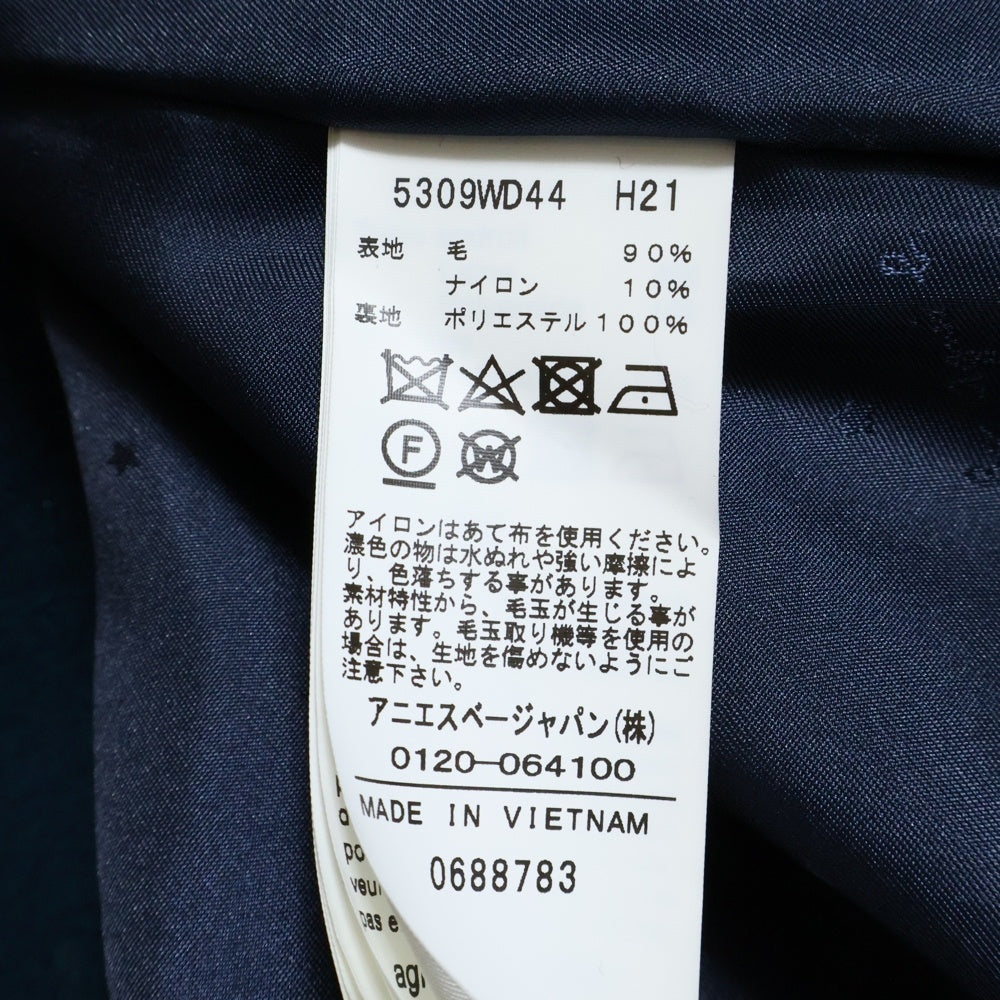 5309WD44 H21
表地 毛 90%
ナイロン 10%
裏地 ポリエステル 100%
F
W
アイロンはあて布を使用ください。
濃色の物は水ぬれや強い摩擦によ
り、色落ちする事があります。
素材特性から、毛玉が生じる事が
あります。毛玉取り機等を使用の
場合は、生地を傷めないようにご
注意下さい。
アニエスベージャパン(株)
0120-064100
MADE IN VIETNAM
0688783
po
veui
pas e
ag